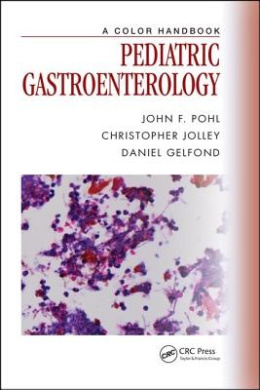 A COLOR HANDBOOK
PEDIATRIC
GASTROENTEROLOGY
JOHN F. POHL
CHRISTOPHER JOLLEY
DANIEL GELFOND
CRC Press
Taylor & Francis Group